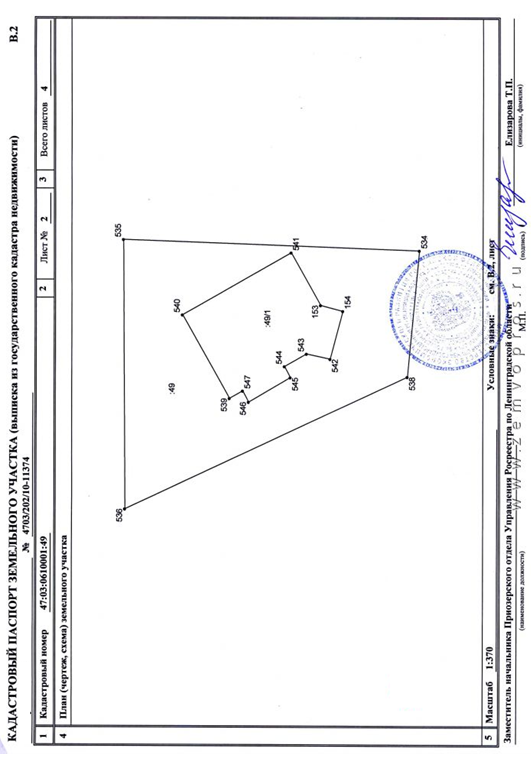 КАДАСТРОВЫЙ ПАСПОРТ ЗЕМЕЛЬНОГО УЧАСТКА (выписка из государственного кадастра недвижимости)
В.2
№ 4703/202/10-11374
1 Кадастровый номер 47:03:0610001:49 2 Лист № 2 3 Всего листов 4
4 План (чертеж, схема) земельного участка
535
541
534
540
153
154
:49/1
543
544
542
545
547
546
539
:49
538
536
5 Масштаб 1:370 Условные знаки: см. В.2, лист
Заместитель начальника Приозерского отдела Управления Росреестра по Ленинградской области
Елизарова Т.П.
(наименование должности) М.П. (подпись) (инициалы, фамилия)
www.zemvopros.ru